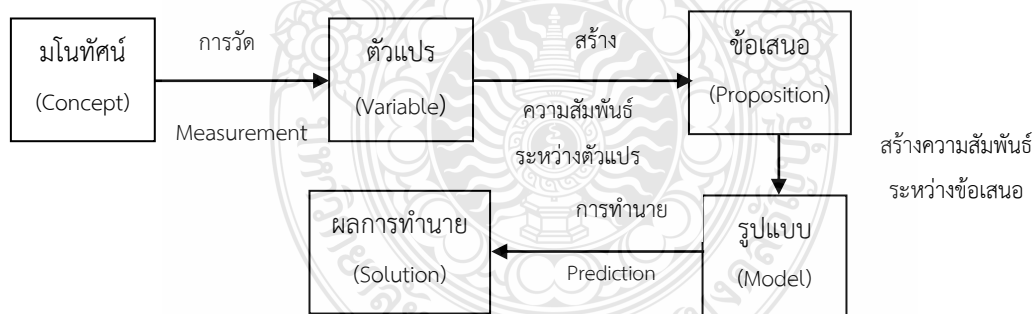 มโนทัศน์
(Concept)
การวัด
Measurement
ตัวแปร
(Variable)
สร้าง
ความสัมพันธ์
ระหว่างตัวแปร
ข้อเสนอ
(Proposition)
สร้างความสัมพันธ์
ระหว่างข้อเสนอ
รูปแบบ
(Model)
การทำนาย
Prediction
ผลการทำนาย
(Solution)